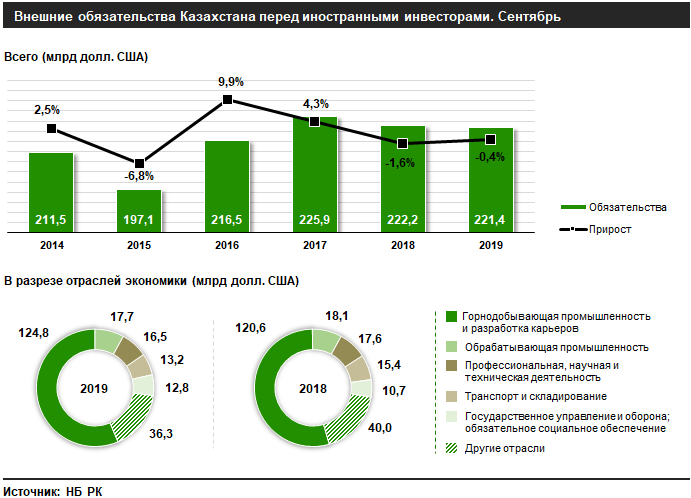 Внешние обязательства Казахстана перед иностранными инвесторами. Сентябрь
Всего (млрд долл. США)
2,5%
-6,8%
9,9%
4,3%
-1,6%
-0,4%
211,5
197,1
216,5
225,9
222,2
221,4
2014
2015
2016
2017
2018
2019
Обязательства
Прирост
В разрезе отраслей экономики (млрд долл. США)
124,8
17,7
16,5
13,2
12,8
36,3
2019
120,6
18,1
17,6
15,4
10,7
40,0
2018
Горнодобывающая промышленность
и разработка карьеров
Обрабатывающая промышленность
Профессиональная, научная и
техническая деятельность
Транспорт и складирование
Государственное управление и оборона;
обязательное социальное обеспечение
Другие отрасли
Источник: НБ РК